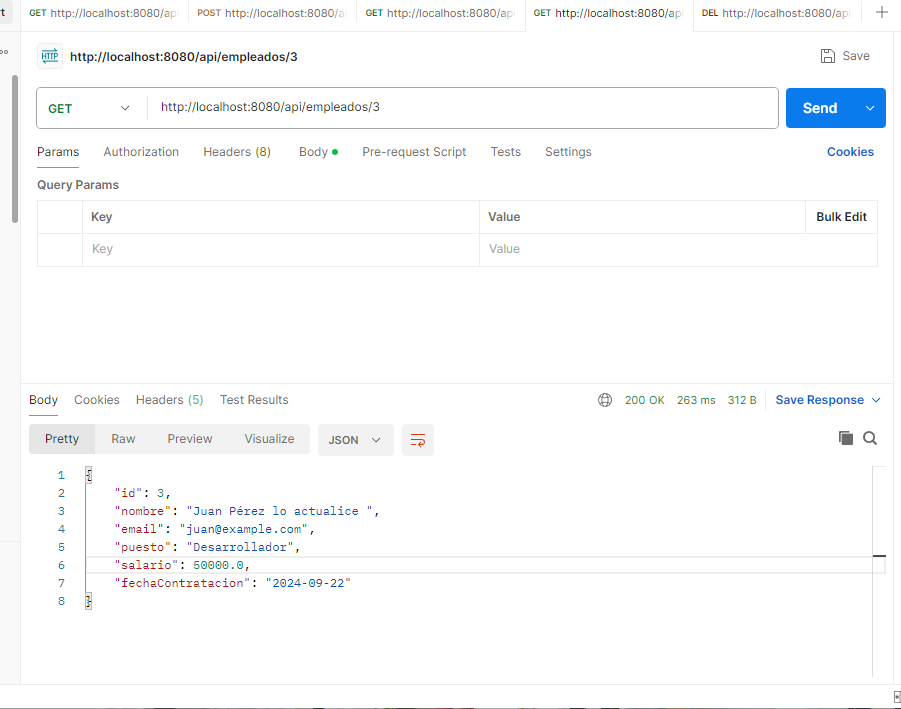 t GET http://localhost:8080/api POST http://localhost:8080/a GET http://localhost:8080/api GET http://localhost:8080/api DEL http://localhost:8080/api
HTTP http://localhost:8080/api/empleados/3 Save
GET http://localhost:8080/api/empleados/3 Send
Params Authorization Headers (8) Body Pre-request Script Tests Settings Cookies
Query Params
Key Value Bulk Edit
Key Value
Body Cookies Headers (5) Test Results 200 OK 263 ms 312 B Save Response
Pretty Raw Preview Visualize JSON
1 {
2 "id": 3,
3 "nombre": "Juan Pérez lo actualice ",
4 "email": "juan@example.com",
5 "puesto": "Desarrollador",
6 "salario": 50000.0,
7 "fechaContratacion": "2024-09-22"
8 }